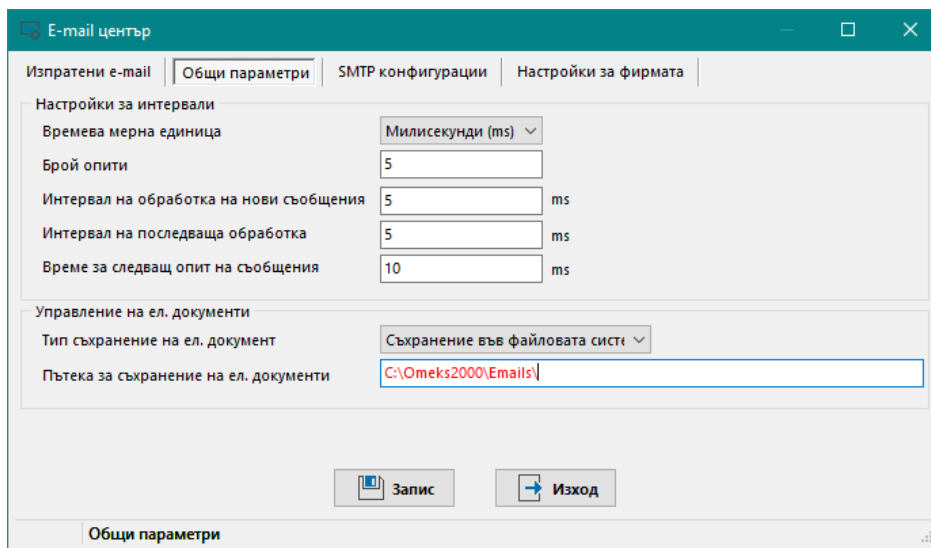 E-mail център
Изпратени e-mail Общи параметри SMTP конфигурации Настройки за фирмата
Настройки за интервали
Времева мерна единица Милисекунди (ms)
Брой опити 5
Интервал на обработка на нови съобщения 5 ms
Интервал на последваща обработка 5 ms
Време за следващ опит на съобщения 10 ms
Управление на ел. документи
Тип съхранение на ел. документ Съхранение във файловата систе
Пътека за съхранение на ел. документи C:\Omeks2000\Emails\
Запис Изход
Общи параметри